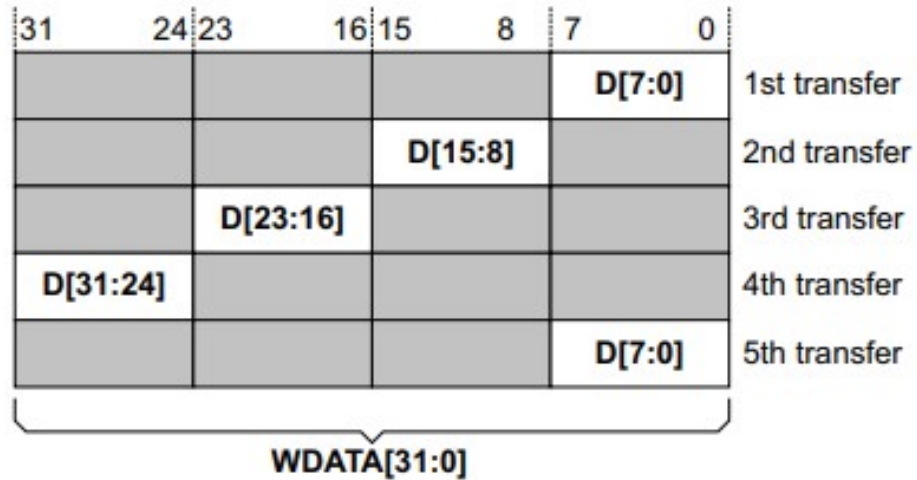 31 24 23 16 15 8 7 0
D[7:0] 1st transfer
D[15:8] 2nd transfer
D[23:16] 3rd transfer
D[31:24] 4th transfer
D[7:0] 5th transfer
WDATA[31:0]